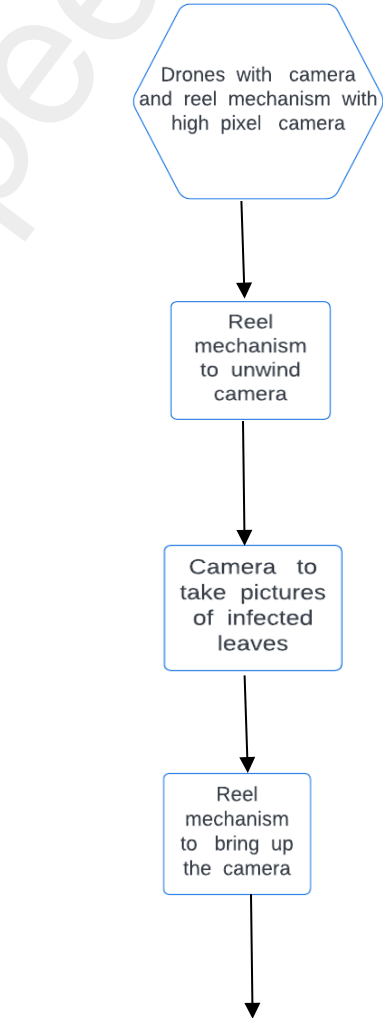 Drones with camera
and reel mechanism with
high pixel camera
Reel
mechanism
to unwind
camera
Camera to
take pictures
of infected
leaves
Reel
mechanism
to bring up
the camera